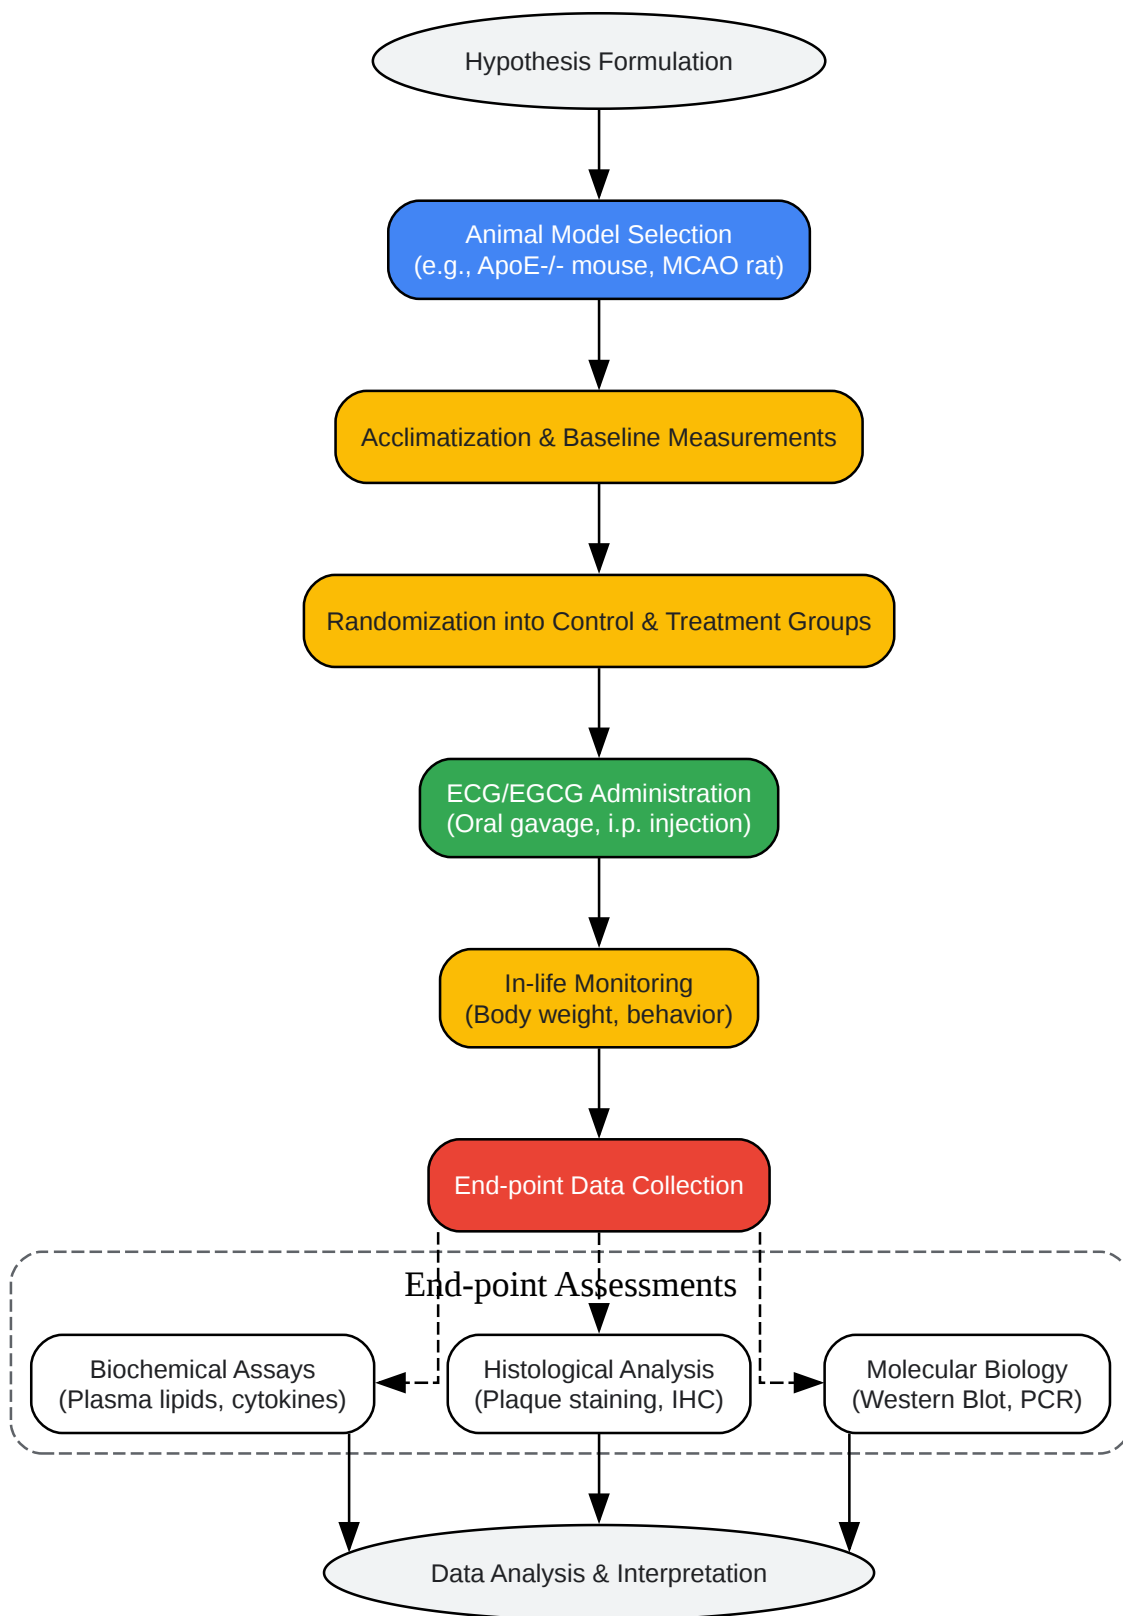 Hypothesis Formulation
Animal Model Selection
(e.g., ApoE-/- mouse, MCAO rat)
Acclimatization & Baseline Measurements
Randomization into Control & Treatment Groups
ECG/EGCG Administration
(Oral gavage, i.p. injection)
In-life Monitoring
(Body weight, behavior)
End-point Data Collection
End-point Assessments
Biochemical Assays
(Plasma lipids, cytokines)
Histological Analysis
(Plaque staining, IHC)
Molecular Biology
(Western Blot, PCR)
Data Analysis & Interpretation